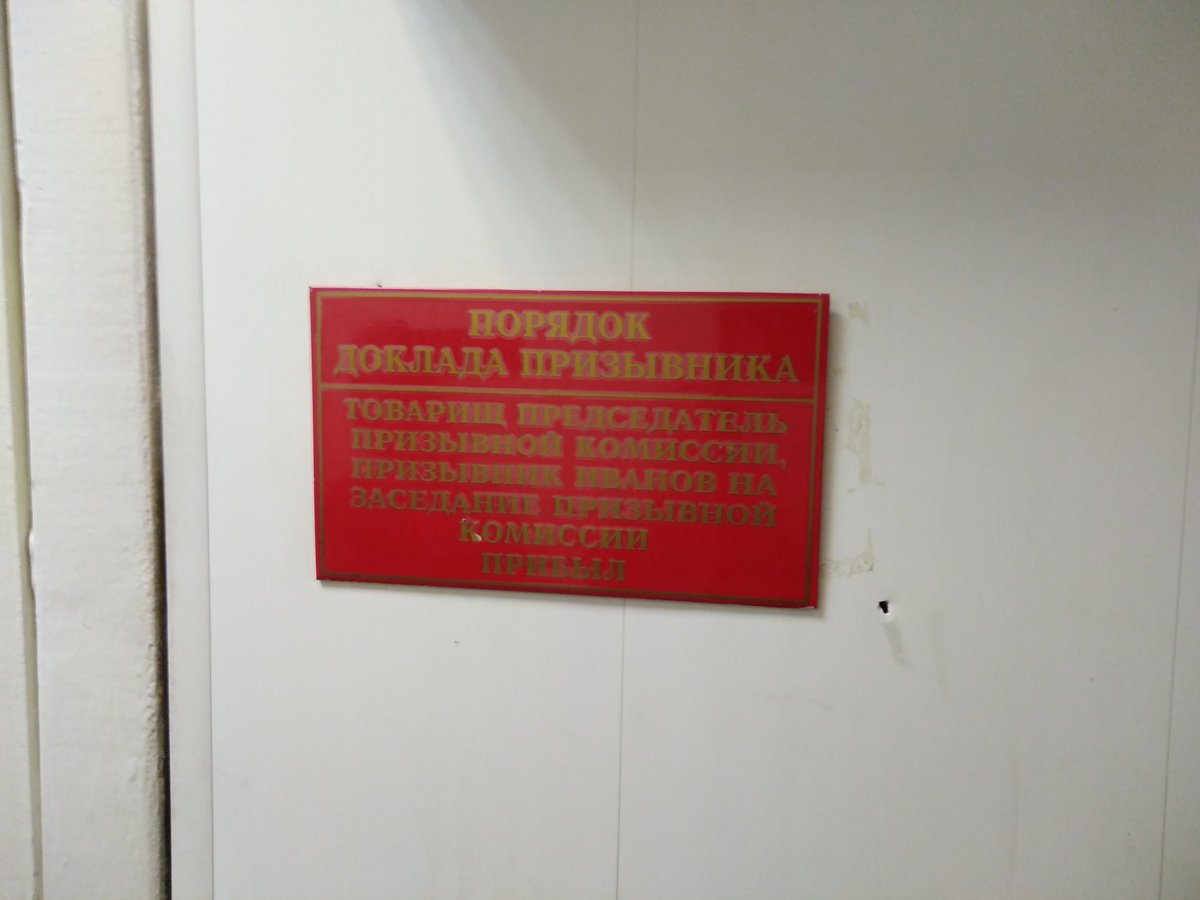 ПОРЯДОК
ДОКЛАДА ПРИЗЫВНИКА
ТОВАРИЩ ПРЕДСЕДАТЕЛЬ
ПРИЗЫВНОЙ КОМИССИИ,
ПРИЗЫВНИК ИВАНОВ НА
ЗАСЕДАНИЕ ПРИЗЫВНОЙ
КОМИССИИ
ПРИБЫЛ